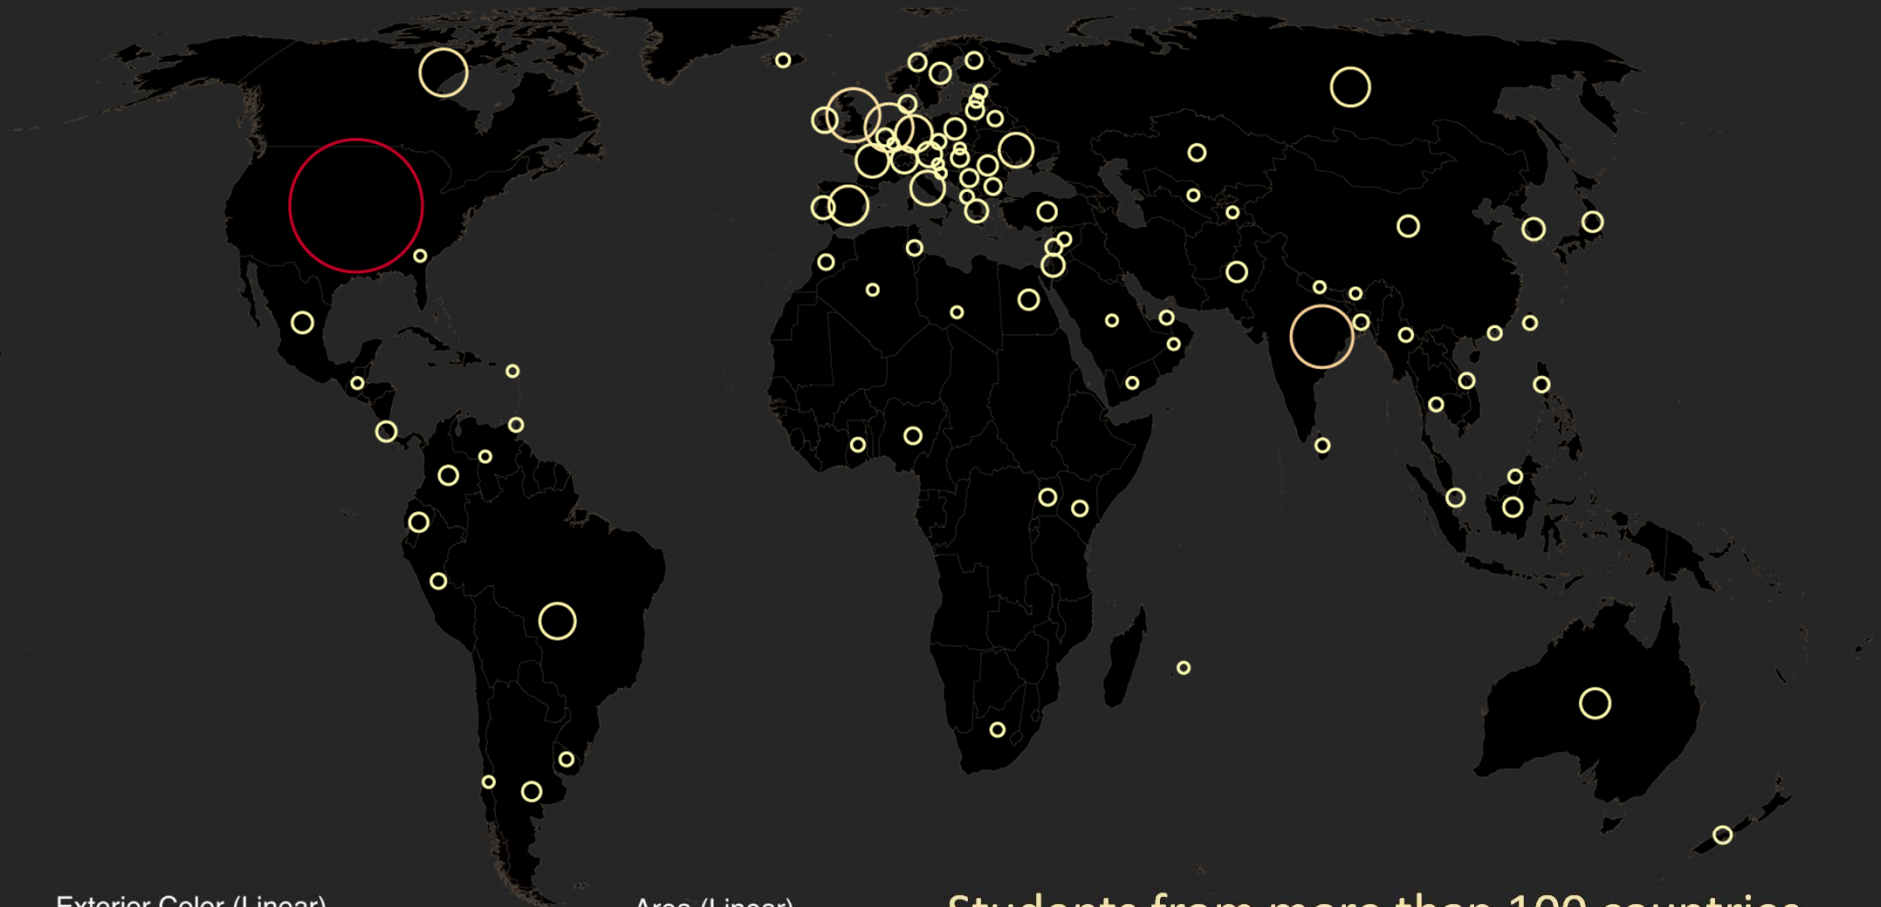 Exterior Color (Linear)
Area (Linear)
Students from more than 100 countries